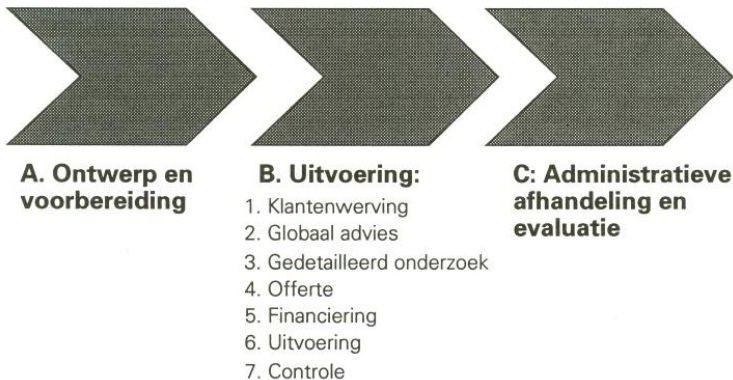 A. Ontwerp en
voorbereiding
B. Uitvoering:
1. Klantenwerving
2. Globaal advies
3. Gedetailleerd onderzoek
4. Offerte
5. Financiering
6. Uitvoering
7. Controle
C: Administratieve
afhandeling en
evaluatie